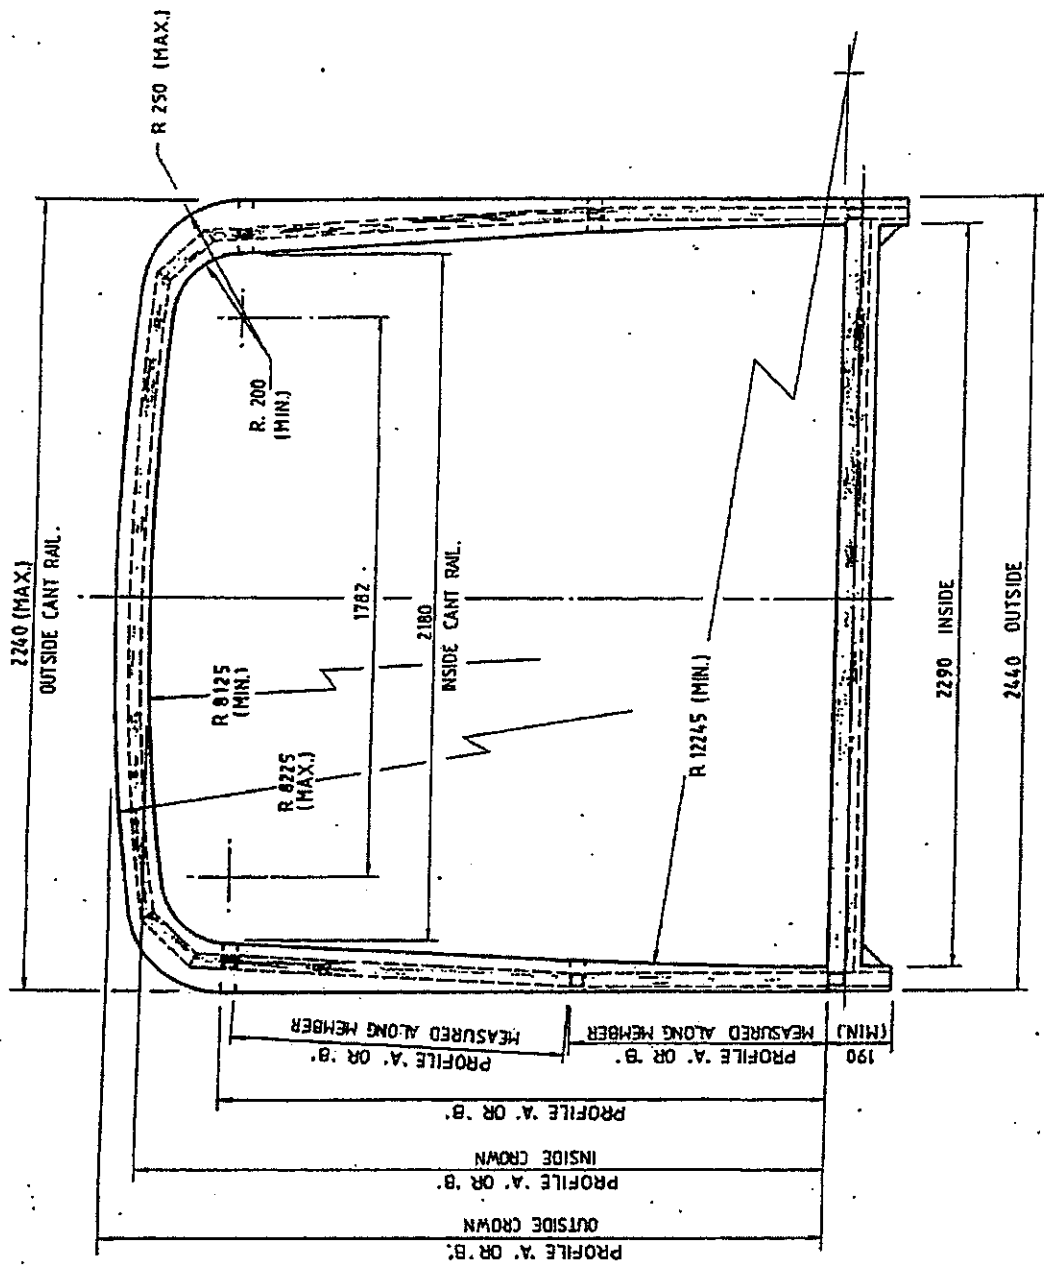 2240 (MAX.)
OUTSIDE CANT RAIL.
R 250 (MAX.)
R. 200
(MIN.)
1782
2180
INSIDE CANT RAIL.
R 8125
(MIN.)
R 8225
(MAX.)
R 12245 (MIN.)
2290 INSIDE
2440 OUTSIDE
190
(MIN.)
PROFILE 'A' OR 'B'.
MEASURED ALONG MEMBER
PROFILE 'A' OR 'B'.
MEASURED ALONG MEMBER
PROFILE 'A' OR 'B'.
PROFILE 'A' OR 'B'.
INSIDE CROWN
PROFILE 'A' OR 'B'.
OUTSIDE CROWN